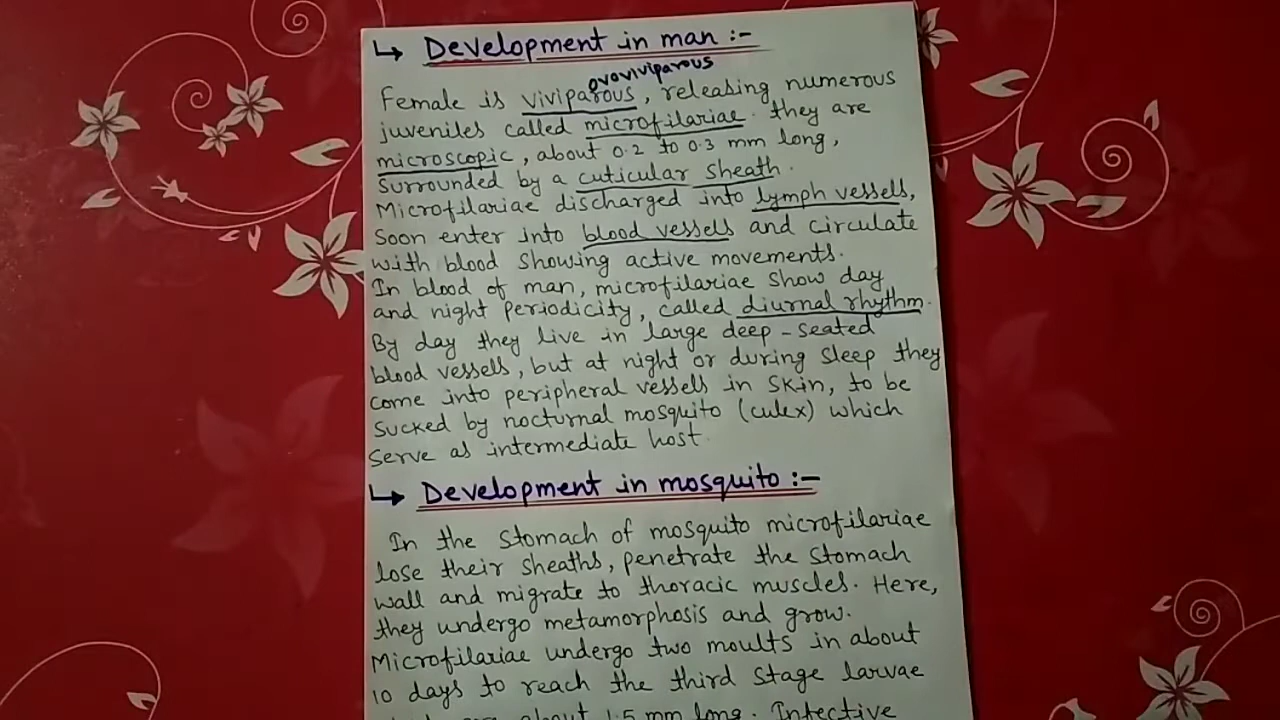 ↳ Development in man :-
ovoviviparous
Female is viviparous, releasing numerous
juveniles called microfilariae. they are
microscopic, about 0.2 to 0.3 mm long,
surrounded by a cuticular sheath.
Microfilariae discharged into lymph vessels,
soon enter into blood vessels and circulate
with blood showing active movements.
In blood of man, microfilariae show day
and night periodicity, called diurnal rhythm.
By day they live in large deep-seated
blood vessels, but at night or during sleep they
come into peripheral vessels in skin, to be
sucked by nocturnal mosquito (culex) which
serve as intermediate host.
↳ Development in mosquito :-
In the stomach of mosquito microfilariae
lose their sheaths, penetrate the stomach
wall and migrate to thoracic muscles. Here,
they undergo metamorphosis and grow.
Microfilariae undergo two moults in about
10 days to reach the third stage larvae
about 1.5 mm long. Infective